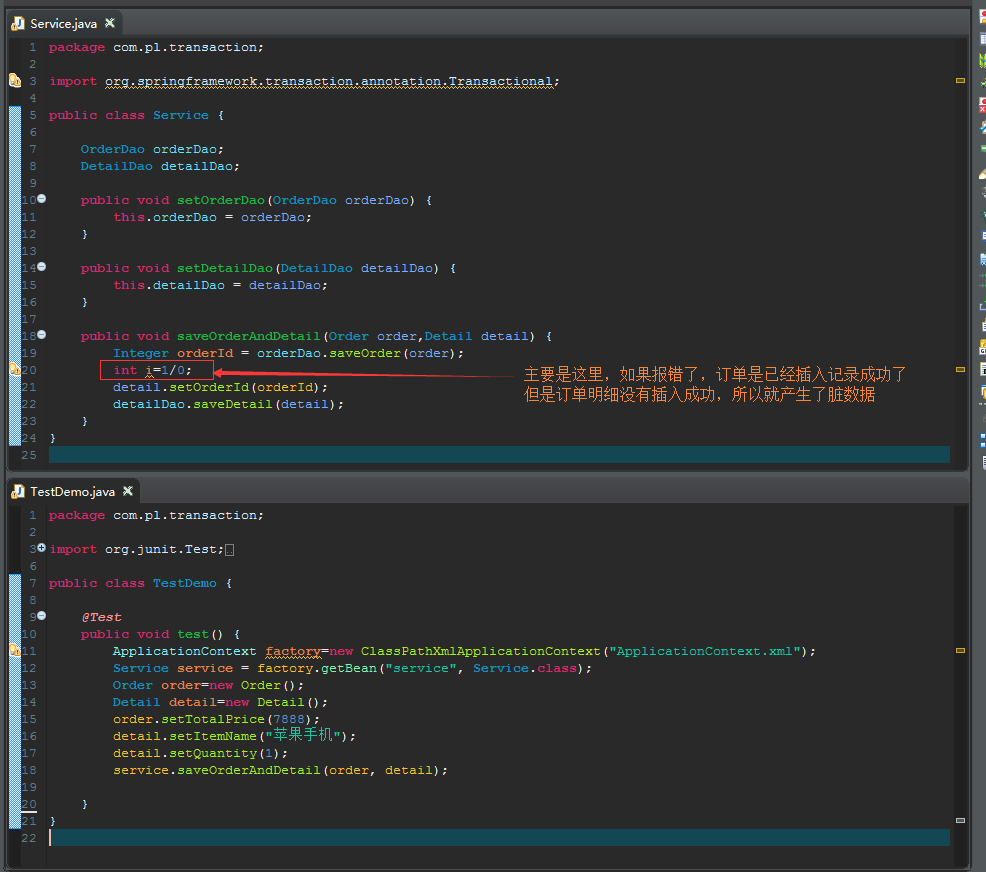 Service.java
1 package com.pl.transaction;
2
3 import org.springframework.transaction.annotation.Transactional;
4
5 public class Service {
6
7 OrderDao orderDao;
8 DetailDao detailDao;
9
10 public void setOrderDao(OrderDao orderDao) {
11 this.orderDao = orderDao;
12 }
13
14 public void setDetailDao(DetailDao detailDao) {
15 this.detailDao = detailDao;
16 }
17
18 public void saveOrderAndDetail(Order order,Detail detail) {
19 Integer orderId = orderDao.saveOrder(order);
20 int i=1/0;
主要是这里，如果报错了，订单是已经插入记录成功了
21 detail.setOrderId(orderId);
但是订单明细没有插入成功，所以就产生了脏数据
22 detailDao.saveDetail(detail);
23 }
24 }
25
TestDemo.java
1 package com.pl.transaction;
2
3 import org.junit.Test;
6
7 public class TestDemo {
8
9 @Test
10 public void test() {
11 ApplicationContext factory=new ClassPathXmlApplicationContext("ApplicationContext.xml");
12 Service service = factory.getBean("service", Service.class);
13 Order order=new Order();
14 Detail detail=new Detail();
15 order.setTotalPrice(7888);
16 detail.setItemName("苹果手机");
17 detail.setQuantity(1);
18 service.saveOrderAndDetail(order, detail);
19
20 }
21 }
22